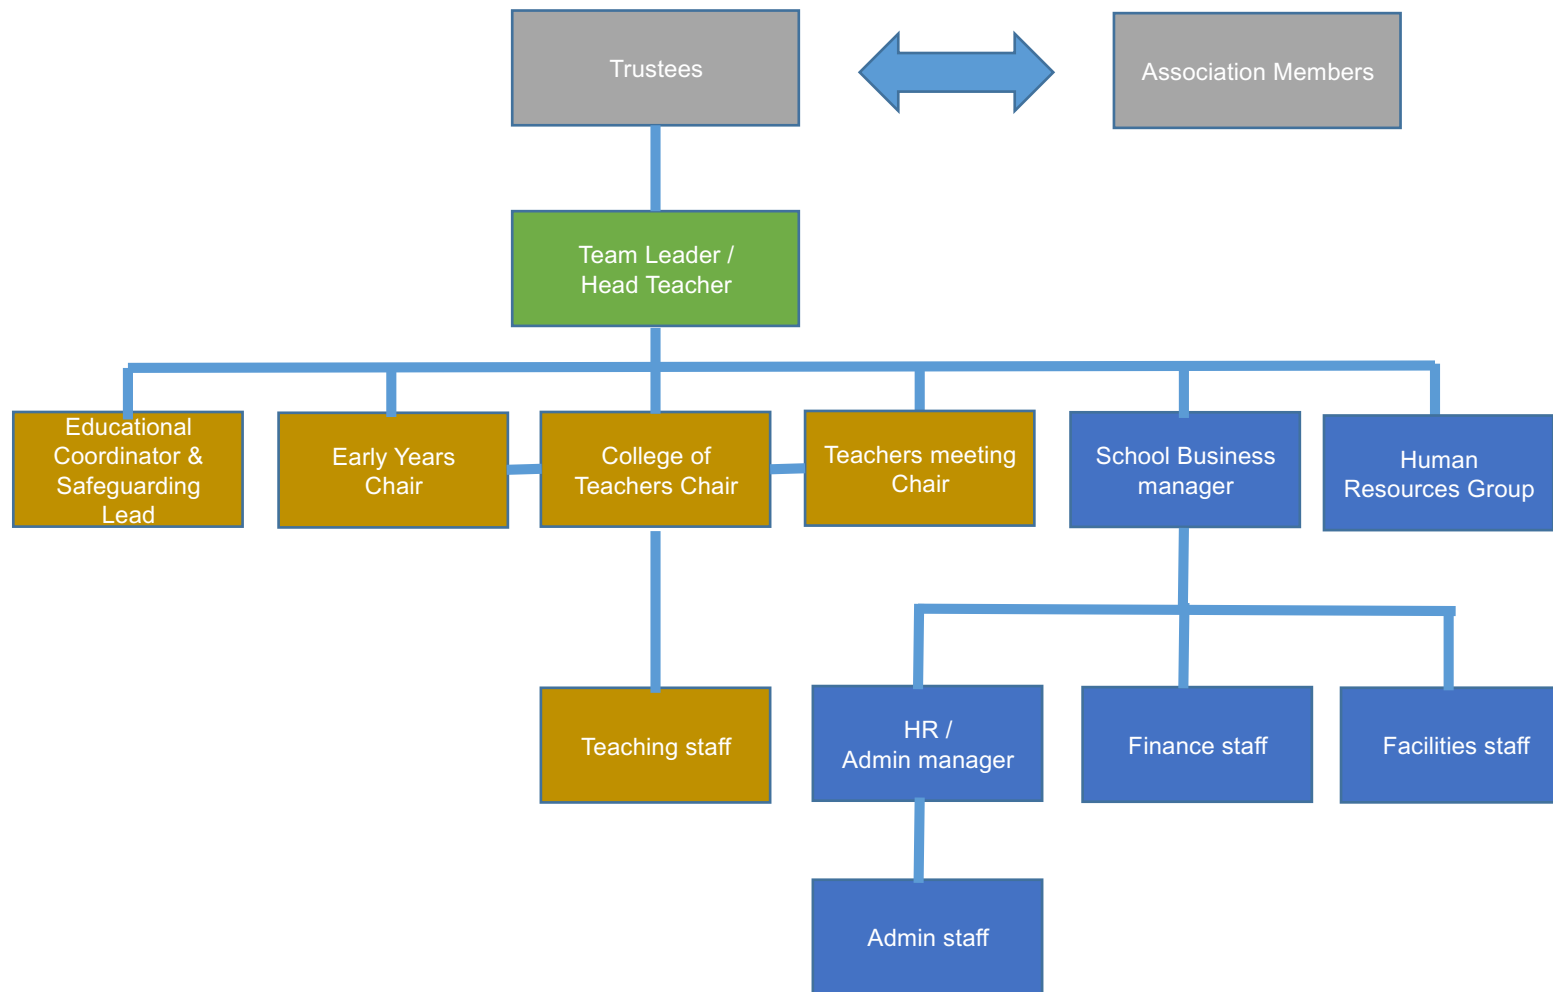 Trustees
Association Members
Team Leader /
Head Teacher
Educational
Coordinator &
Safeguarding
Lead
Early Years
Chair
College of
Teachers Chair
Teachers meeting
Chair
School Business
manager
Human
Resources Group
Teaching staff
HR /
Admin manager
Finance staff
Facilities staff
Admin staff